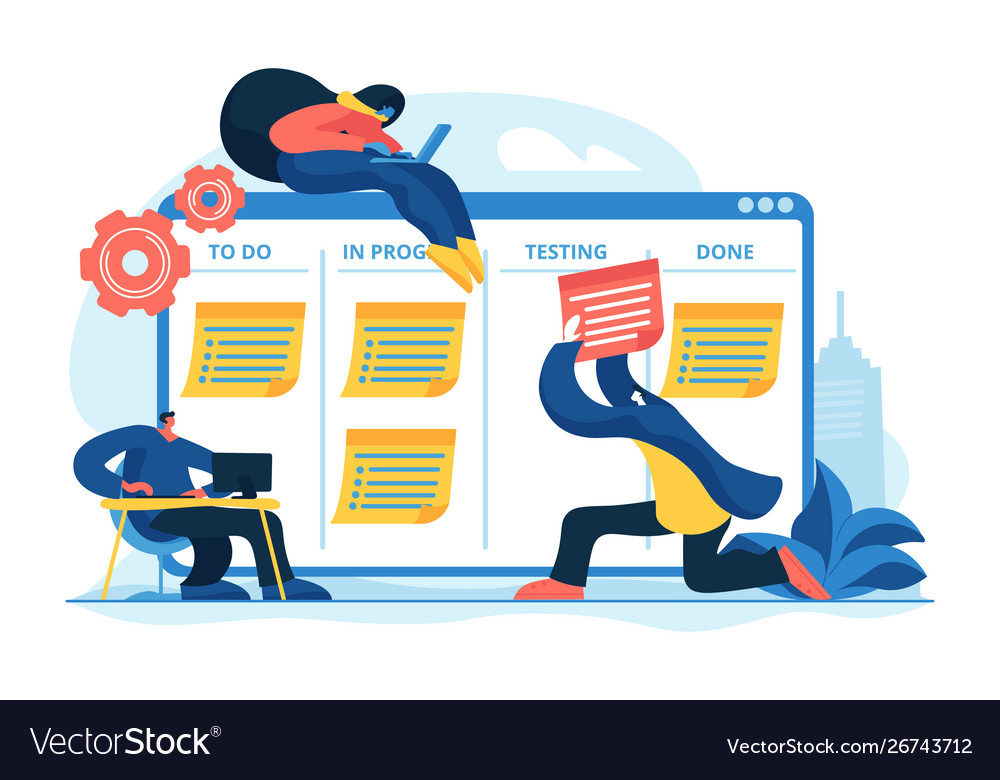 TO DO
IN PROG
TESTING
DONE
VectorStock®
VectorStock.com/26743712